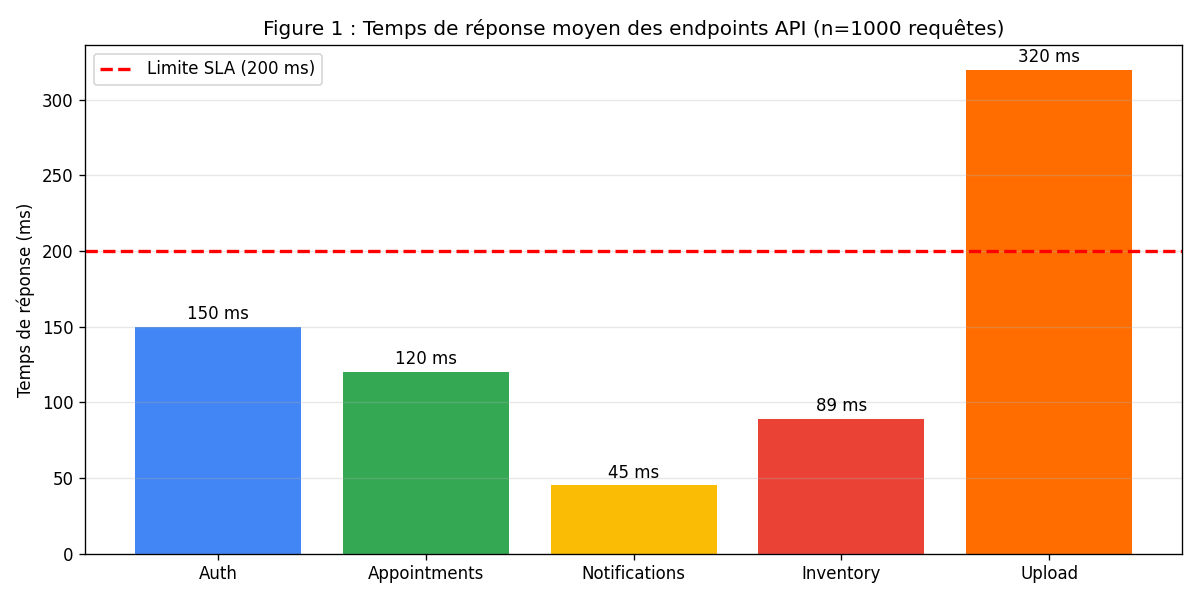 Figure 1 : Temps de réponse moyen des endpoints API (n=1000 requêtes)
Limite SLA (200 ms)
320 ms
300
250
200
150 ms
150
120 ms
100
89 ms
50
45 ms
0
Temps de réponse (ms)
Auth Appointments Notifications Inventory Upload